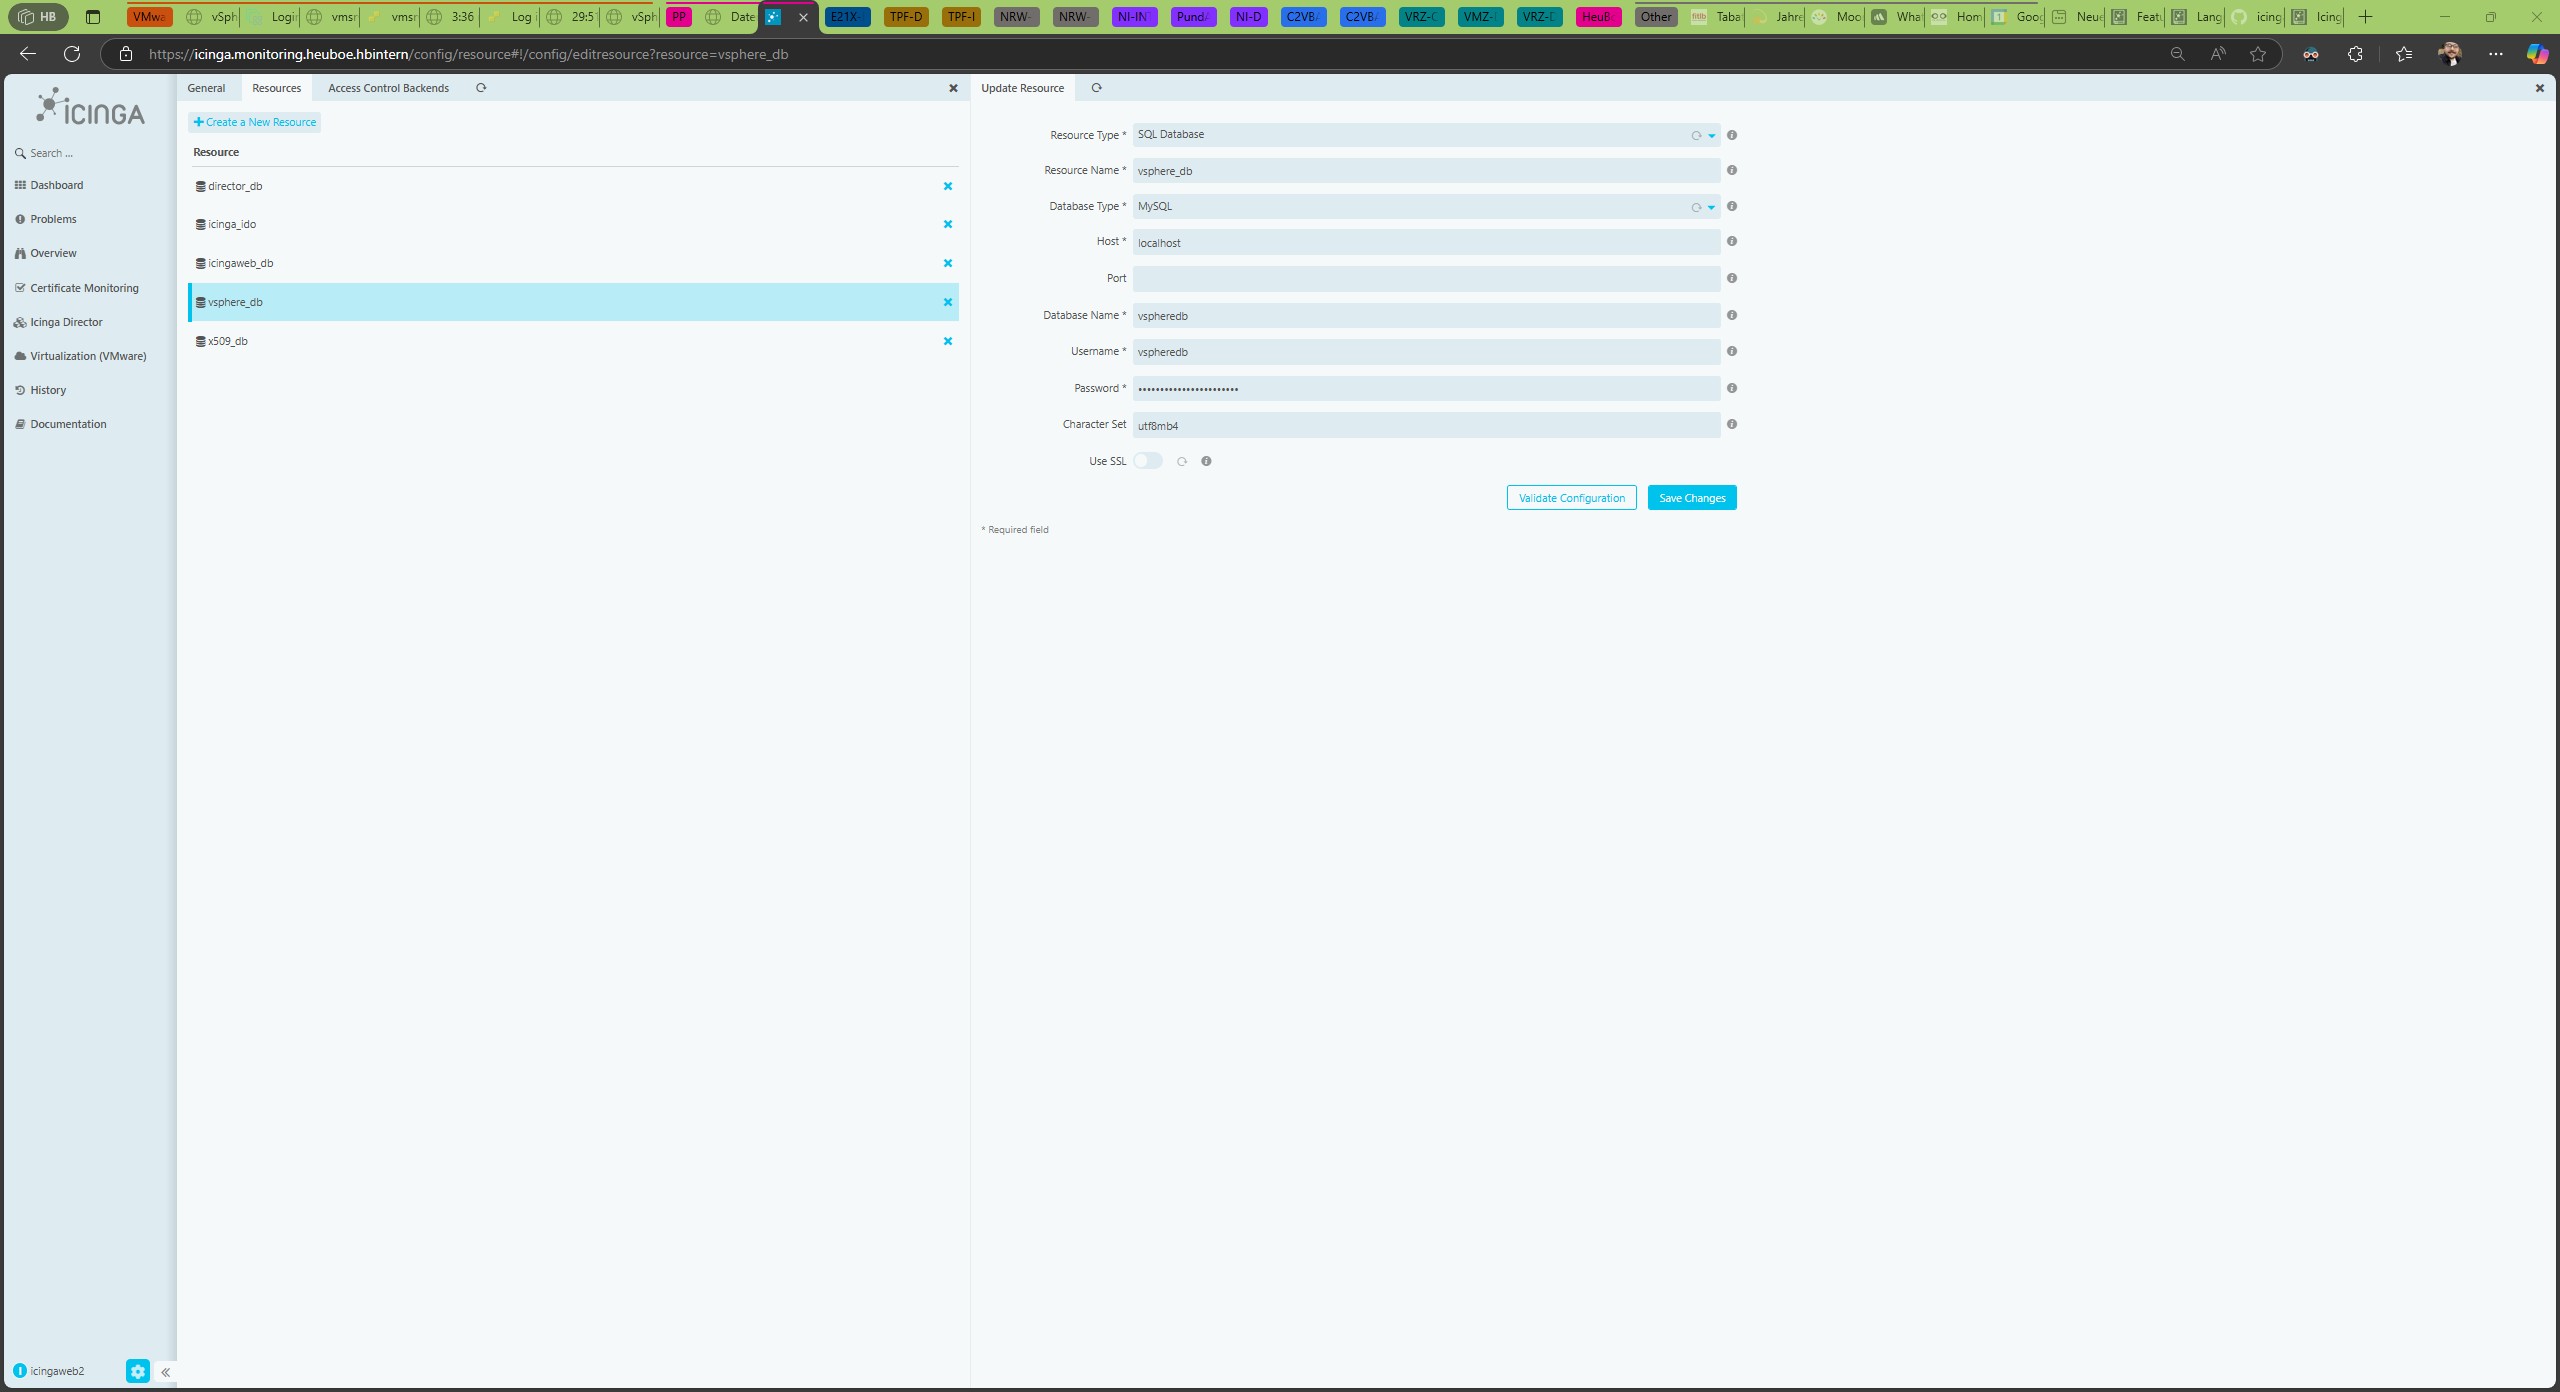 HB
VMwa
vSph
Login
vmsr
vmsr
3:36
Log i
29:51
vSph
PP
Date
E21X-
TPF-D
TPF-I
NRW-
NRW-
NI-IN
Pund
NI-D
C2VB
C2VB
VRZ-C
VMZ-
VRZ-D
HeuB
Other
Taba
Jahre
Moo
Wha
Hom
Goog
Neue
Featu
Lang
icing
Icing
https://icinga.monitoring.heuboe.hbintern/config/resource#!/config/editresource?resource=vsphere_db
ICINGA
Search ...
Dashboard
Problems
Overview
Certificate Monitoring
Icinga Director
Virtualization (VMware)
History
Documentation
icingaweb2
General
Resources
Access Control Backends
Create a New Resource
Resource
director_db
icinga_ido
icingaweb_db
vsphere_db
x509_db
Update Resource
Resource Type * SQL Database
Resource Name * vsphere_db
Database Type * MySQL
Host * localhost
Port
Database Name * vspheredb
Username * vspheredb
Password * •••••••••••••••••••••••
Character Set utf8mb4
Use SSL
Validate Configuration
Save Changes
* Required field